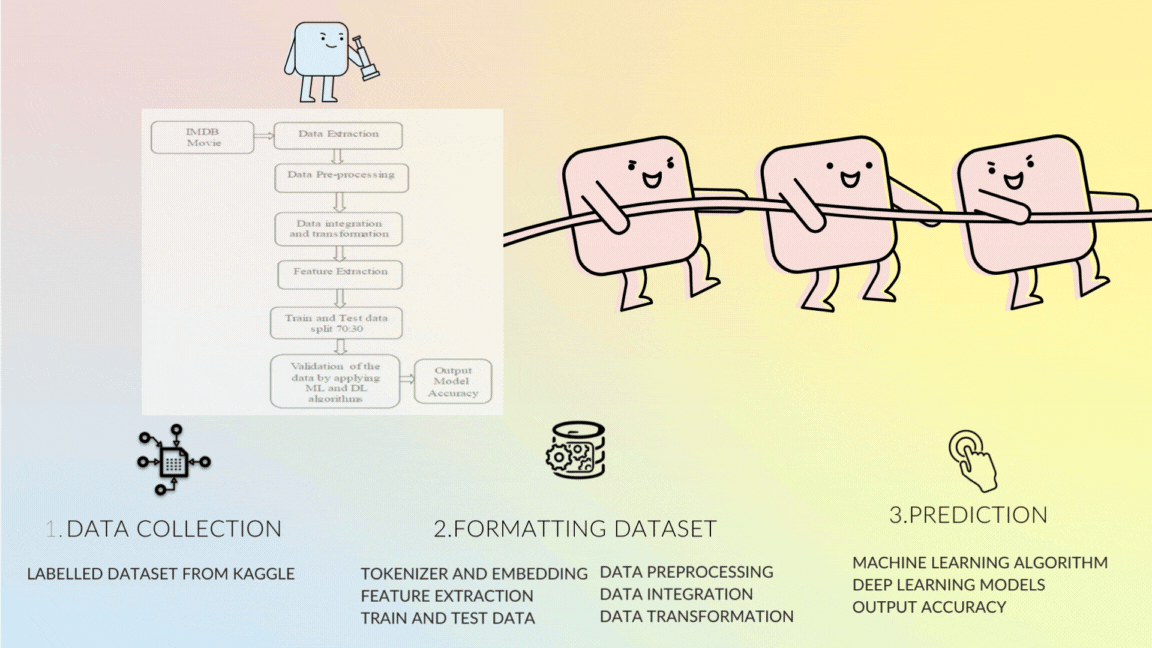 IMDB
Movie
Data Extraction
Data Pre-processing
Data integration
and transformation
Feature Extraction
Train and Test data
split 70:30
Validation of the
data by applying
ML and DL
algorithms
Output
Model
Accuracy
1.DATA COLLECTION
LABELLED DATASET FROM KAGGLE
2.FORMATTING DATASET
TOKENIZER AND EMBEDDING
FEATURE EXTRACTION
TRAIN AND TEST DATA
DATA PREPROCESSING
DATA INTEGRATION
DATA TRANSFORMATION
3.PREDICTION
MACHINE LEARNING ALGORITHM
DEEP LEARNING MODELS
OUTPUT ACCURACY